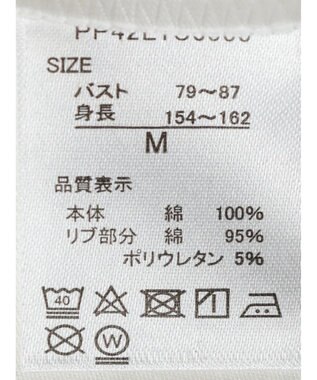 SIZE
バスト 79～87
身長 154～162
M
品質表示
本体 綿 100%
リブ部分 綿 95%
ポリウレタン 5%
40
W